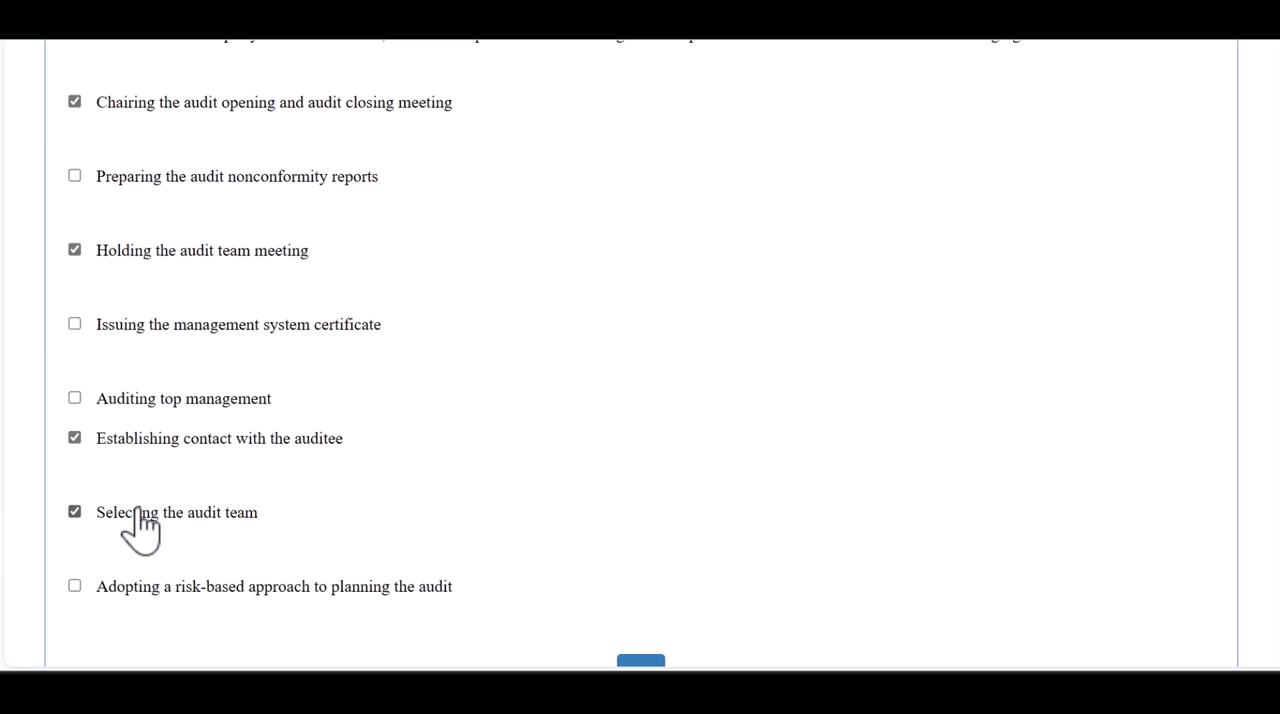 Chairing the audit opening and audit closing meeting
Preparing the audit nonconformity reports
Holding the audit team meeting
Issuing the management system certificate
Auditing top management
Establishing contact with the auditee
Selecting the audit team
Adopting a risk-based approach to planning the audit